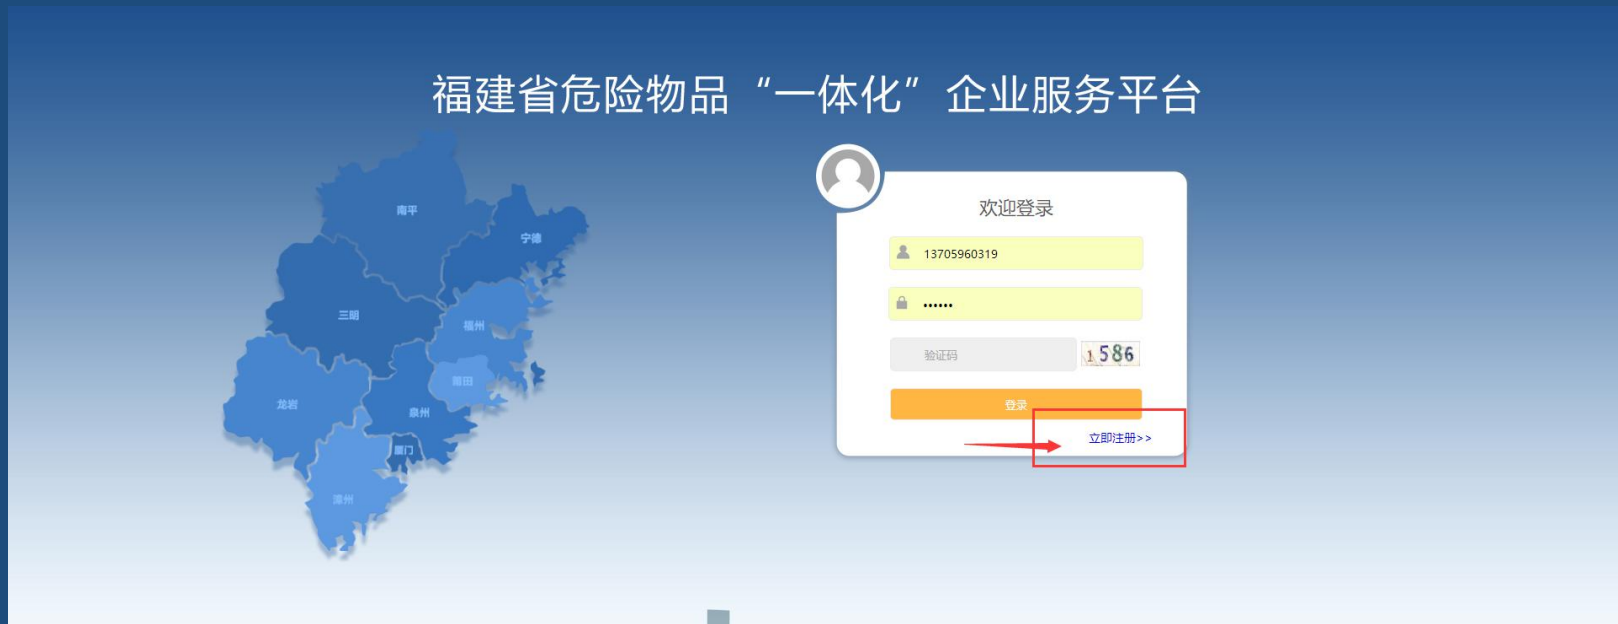 福建省危险物品“一体化”企业服务平台
欢迎登录
南平
宁德
13705960319
三明
福州
验证码
1586
莆田
龙岩
泉州
登录
立即注册>>
厦门
漳州